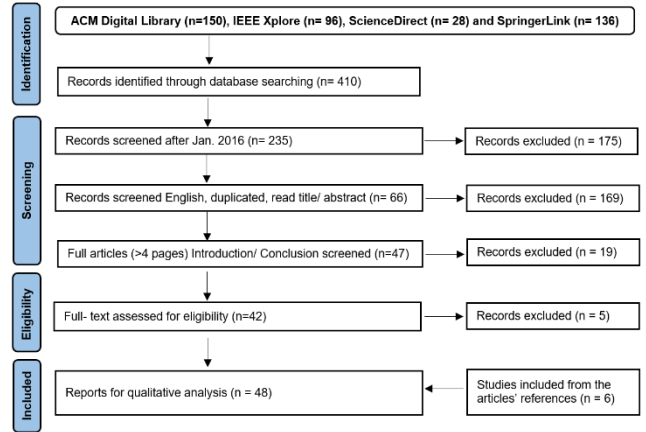 Identification
ACM Digital Library (n=150), IEEE Xplore (n= 96), ScienceDirect (n= 28) and SpringerLink (n= 136)
Records identified through database searching (n= 410)
Screening
Records screened after Jan. 2016 (n= 235)
Records excluded (n = 175)
Records screened English, duplicated, read title/ abstract (n= 66)
Records excluded (n = 169)
Full articles (>4 pages) Introduction/ Conclusion screened (n=47)
Records excluded (n = 19)
Eligibility
Full- text assessed for eligibility (n=42)
Records excluded (n = 5)
Included
Reports for qualitative analysis (n = 48)
Studies included from the
articles' references (n = 6)